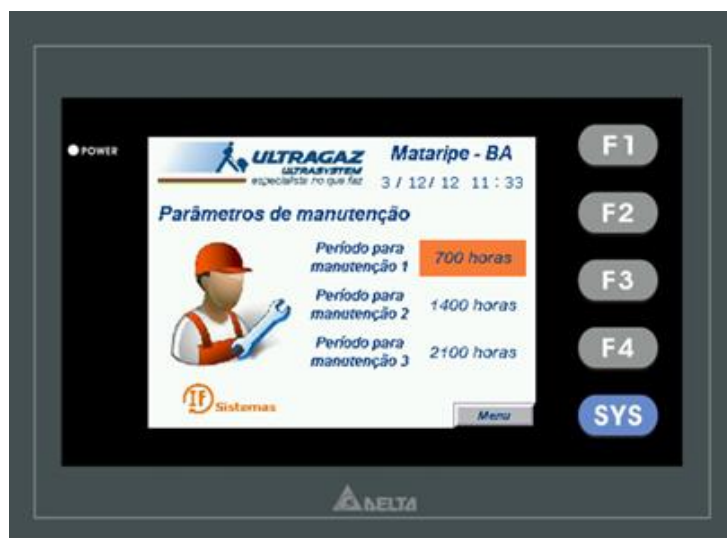 POWER
ULTRAGAZ
ULTRASYSTEM
especialista no que faz
Mataripe - BA
3 / 12 / 12 11 : 33
Parâmetros de manutenção
Período para
manutenção 1
700 horas
Período para
manutenção 2
1400 horas
Período para
manutenção 3
2100 horas
IF Sistemas
Menu
F1
F2
F3
F4
SYS
DELTA